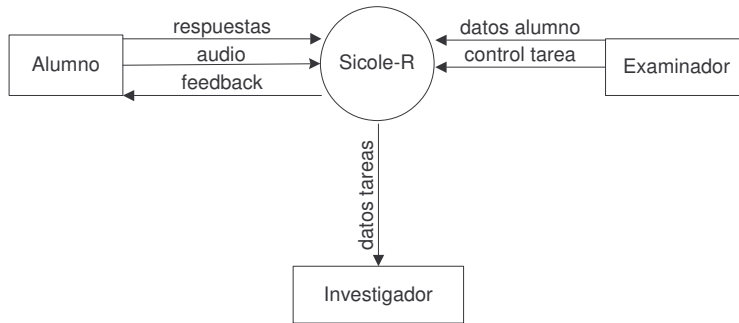 respuestas
datos alumno
Alumno
audio
Sicole-R
control tarea
Examinador
feedback
datos tareas
Investigador